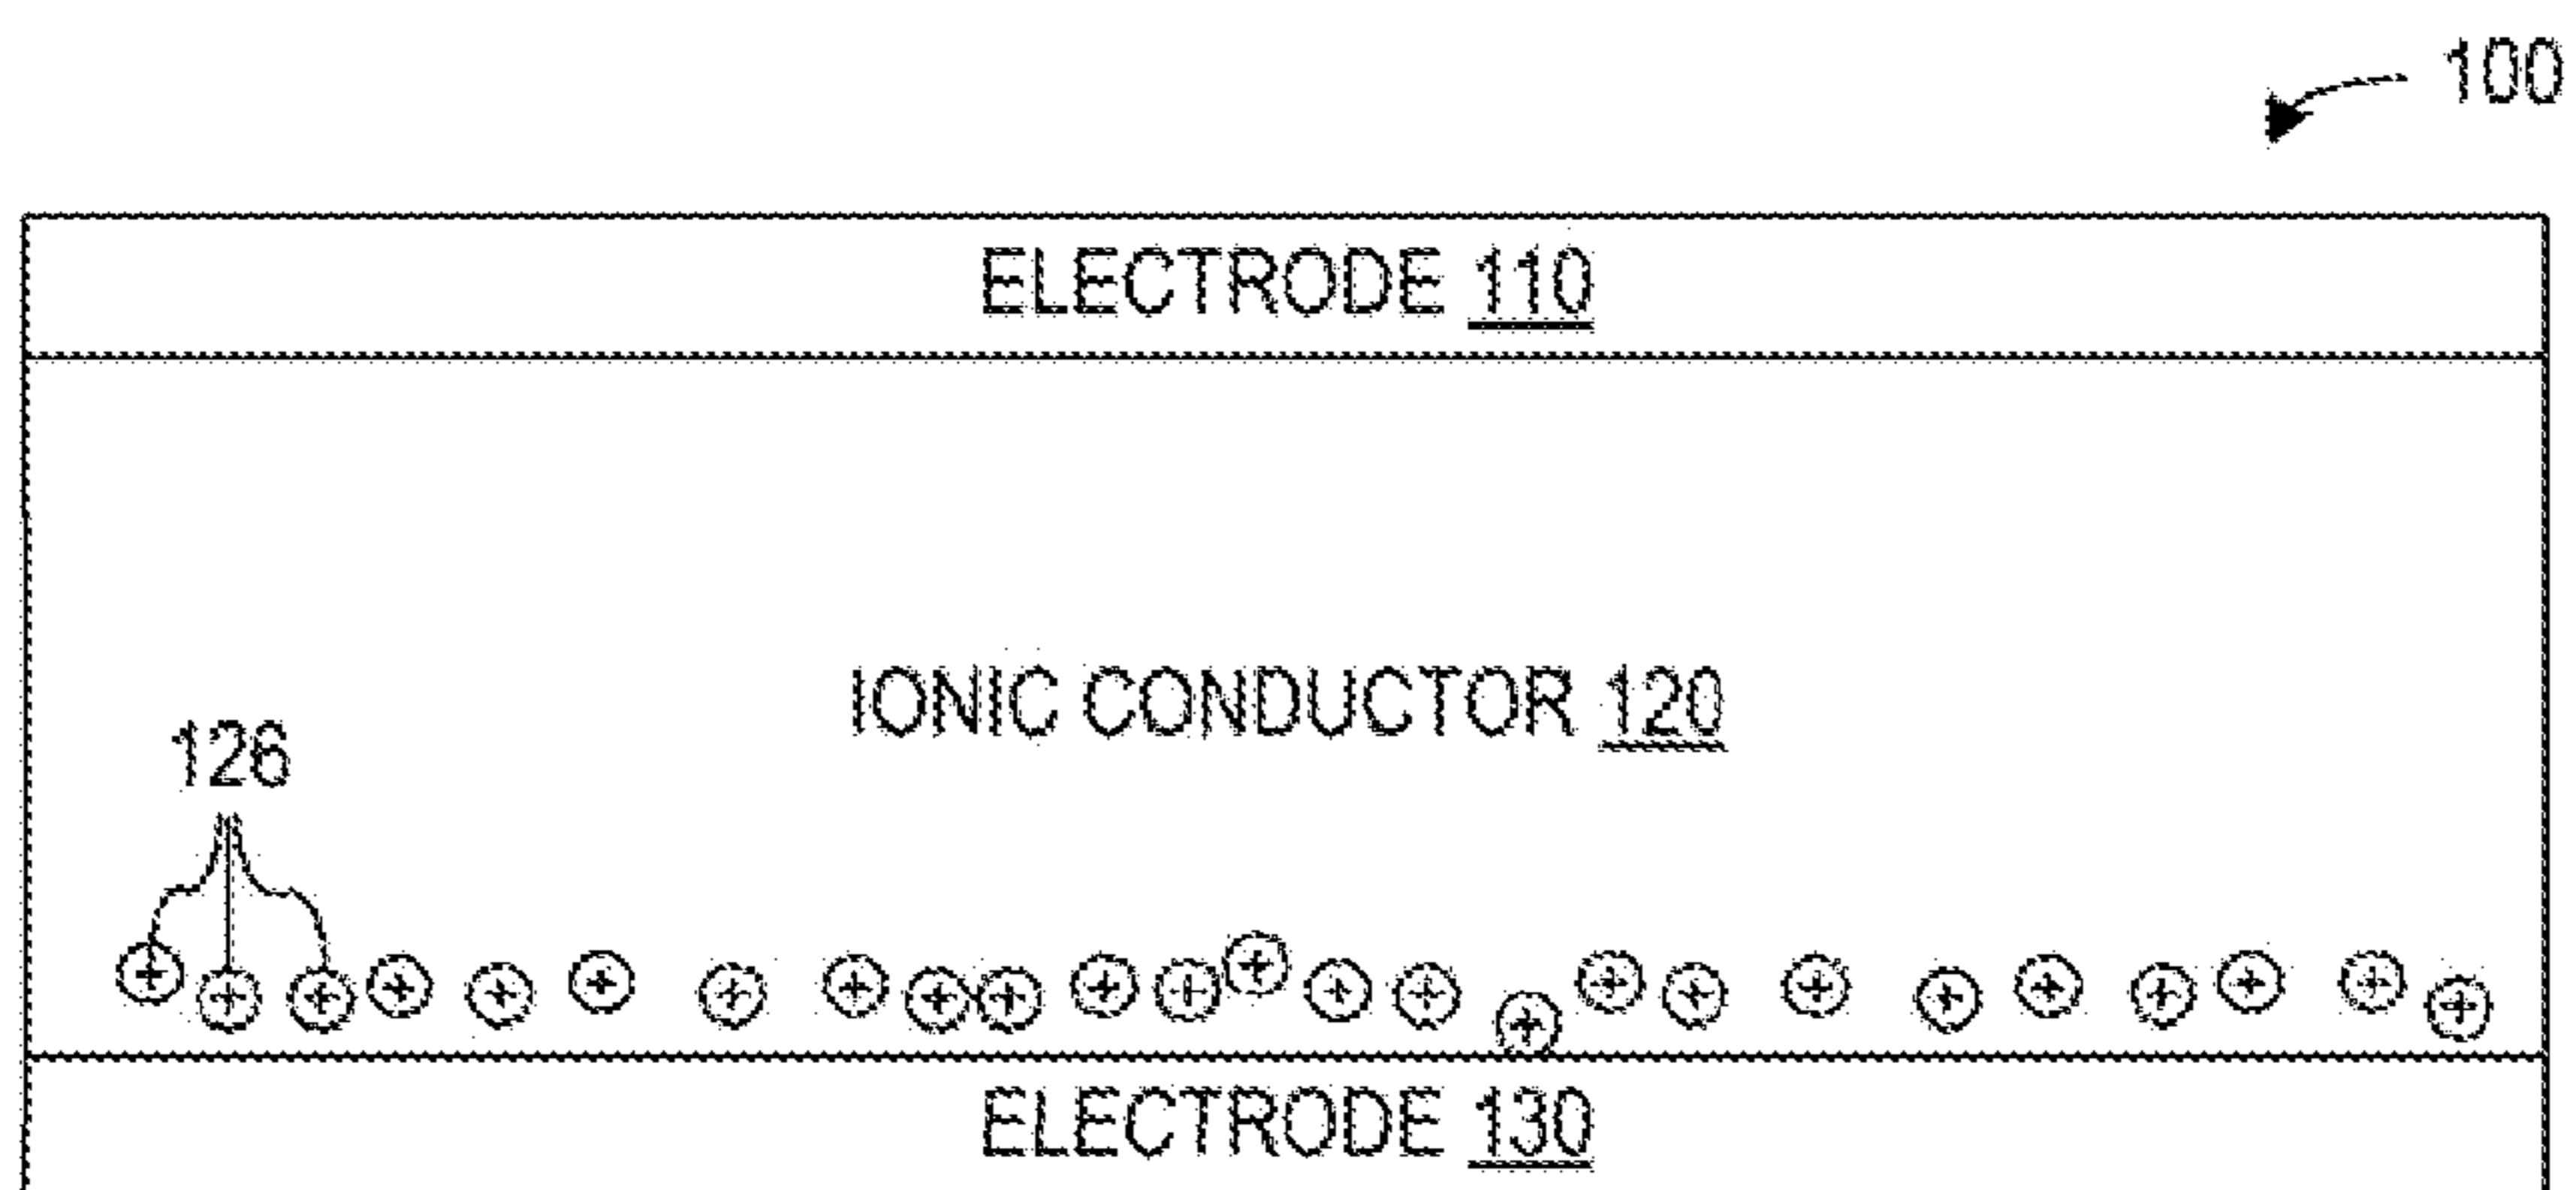 100
ELECTRODE 110
IONIC CONDUCTOR 120
126
ELECTRODE 130